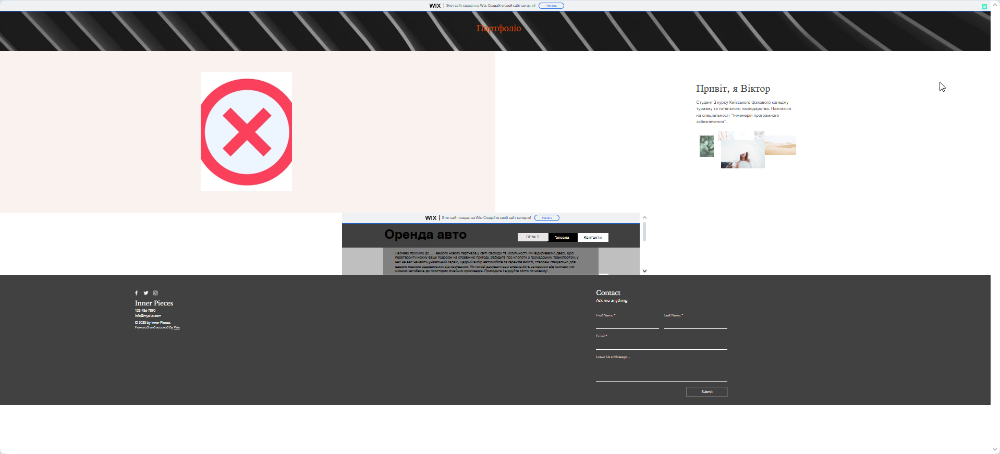 WIX | Этот сайт создан на Wix. Создайте свой сайт сегодня! Начать
Портфоліо
Привіт, я Віктор
Студент 3 курсу Київського фахового коледжу
туризму та готельного господарства. Навчаюся
на спеціальності "Інженерія програмного
забезпечення".
WIX | Этот сайт создан на Wix. Создайте свой сайт сегодня! Начать
Оренда авто
ПР№ 5 Головна Контакти
Ласкаво просимо до ... - вашого нового партнера у світі свободи та мобільності. Ми відкриваємо двері, щоб
перетворити кожну вашу подорож на справжню пригоду. Забудьте про клопоти з громадським транспортом, у
нас на вас чекають унікальний сервіс, щедрий вибір автомобілів та гарантія якості, створені спеціально для
вашого повного задоволення від керування. Ми готові дарувати вам впевненість за кермом від компактних
міських хетчбеків до просторих сімейних кросоверів. Приходьте і відчуйте місто по-новому!
Inner Pieces
123-456-7890
info@mysite.com
© 2035 by Inner Pieces.
Powered and secured by Wix
Contact
Ask me anything
First Name * Last Name *
Email *
Leave Us a Message...
Submit